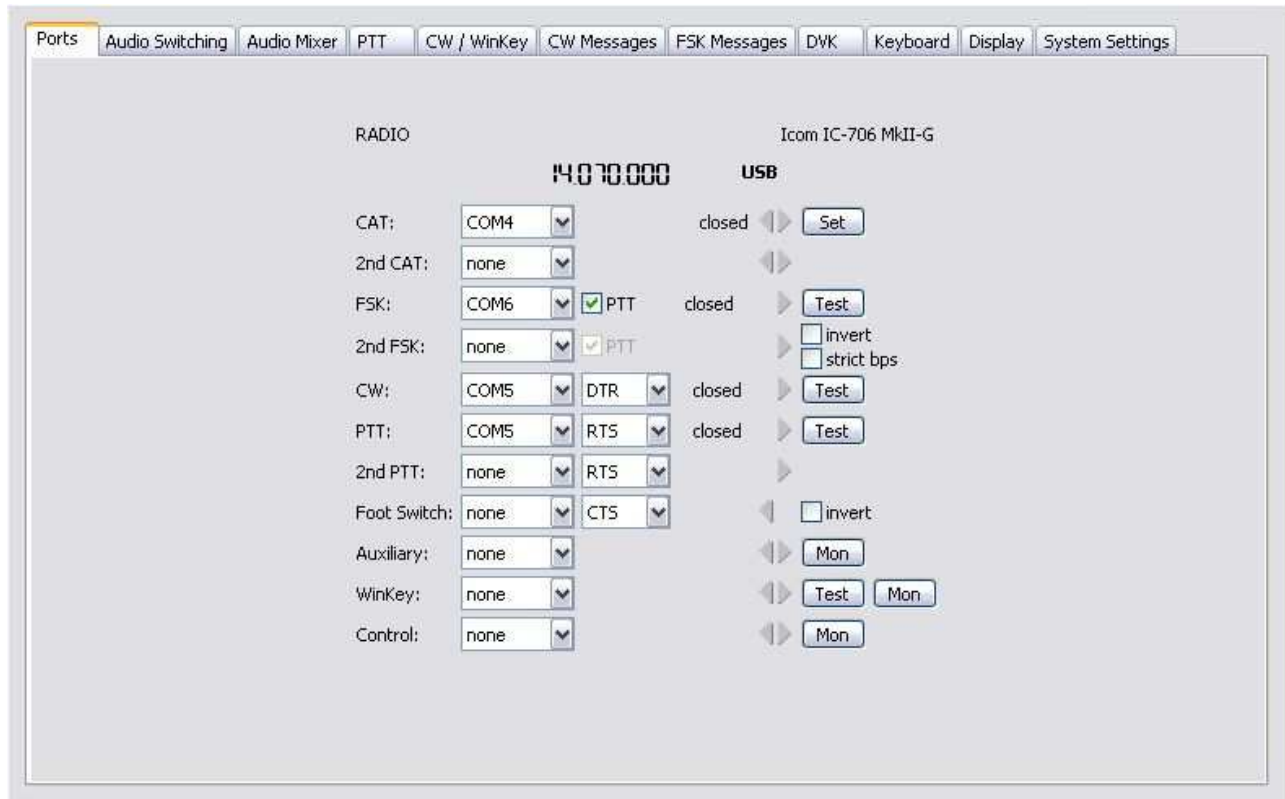 Ports Audio Switching Audio Mixer PTT CW / WinKey CW Messages FSK Messages DVK Keyboard Display System Settings
RADIO Icom IC-706 MkII-G
14.070.000 USB
CAT: COM4 closed Set
2nd CAT: none
FSK: COM6 PTT closed Test
2nd FSK: none PTT invert
strict bps
CW: COM5 DTR closed Test
PTT: COM5 RTS closed Test
2nd PTT: none RTS
Foot Switch: none CTS invert
Auxiliary: none Mon
WinKey: none Test Mon
Control: none Mon